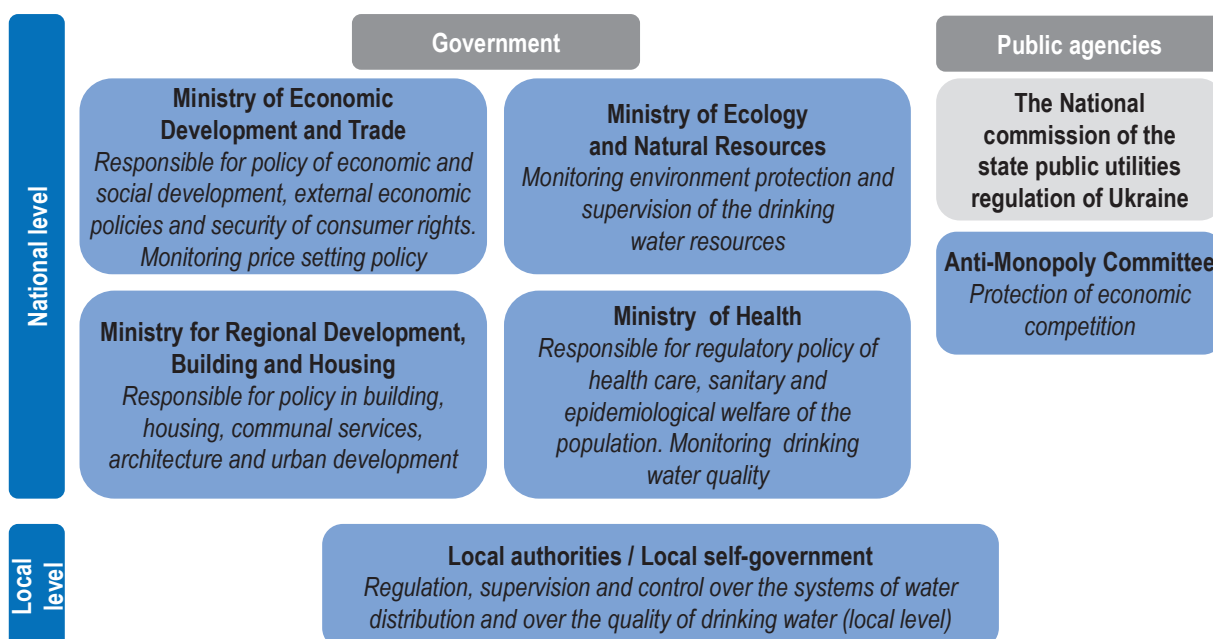 Government
Public agencies
National level
Ministry of Economic
Development and Trade
Responsible for policy of economic and
social development, external economic
policies and security of consumer rights.
Monitoring price setting policy
Ministry of Ecology
and Natural Resources
Monitoring environment protection and
supervision of the drinking
water resources
The National
commission of the
state public utilities
regulation of Ukraine
Anti-Monopoly Committee
Protection of economic
competition
Ministry for Regional Development,
Building and Housing
Responsible for policy in building,
housing, communal services,
architecture and urban development
Ministry of Health
Responsible for regulatory policy of
health care, sanitary and
epidemiological welfare of the
population. Monitoring drinking
water quality
Local
level
Local authorities / Local self-government
Regulation, supervision and control over the systems of water
distribution and over the quality of drinking water (local level)